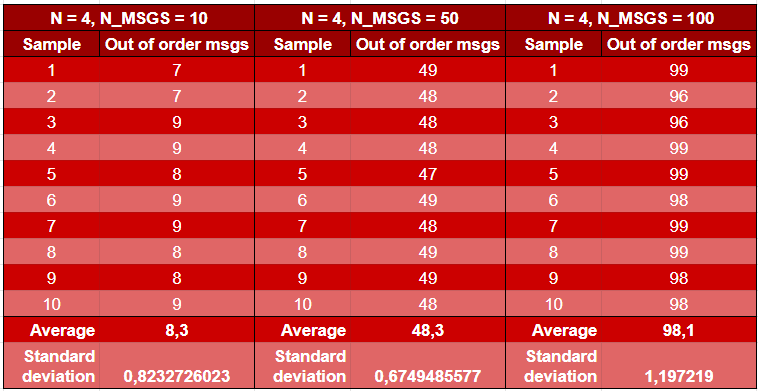 N = 4, N_MSGS = 10 N = 4, N_MSGS = 50 N = 4, N_MSGS = 100
Sample Out of order msgs Sample Out of order msgs Sample Out of order msgs
1 7 1 49 1 99
2 7 2 48 2 96
3 9 3 48 3 96
4 9 4 48 4 99
5 8 5 47 5 99
6 9 6 49 6 98
7 9 7 48 7 99
8 8 8 49 8 99
9 8 9 49 9 98
10 9 10 48 10 98
Average 8,3 Average 48,3 Average 98,1
Standard deviation 0,8232726023 Standard deviation 0,6749485577 Standard deviation 1,197219